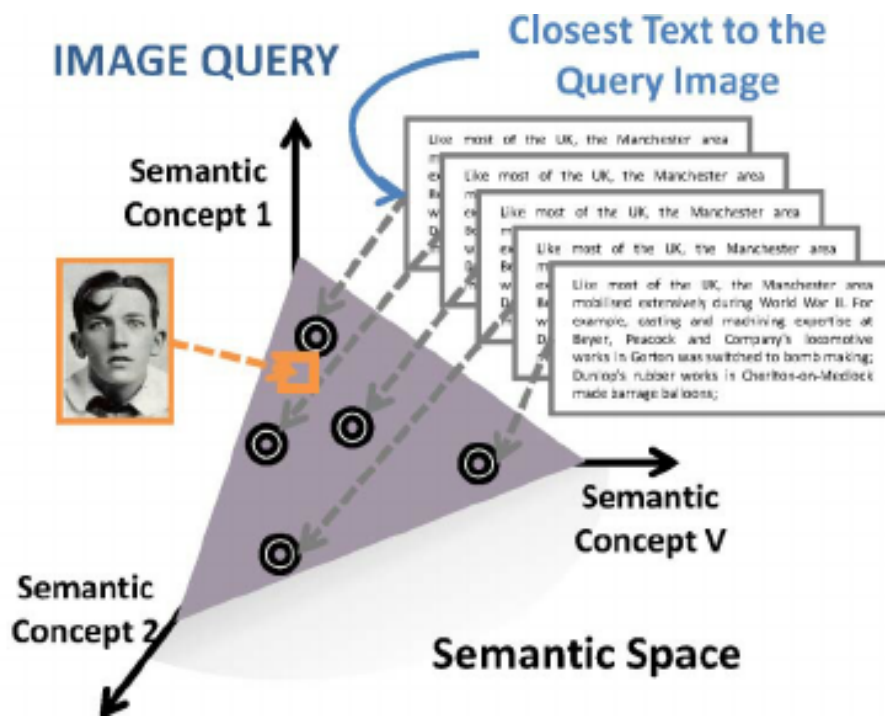 IMAGE QUERY
Closest Text to the
Query Image
Semantic
Concept 1
Like most of the UK, the Manchester area
Like most of the UK, the Manchester area
Like most of the UK, the Manchester area
Like most of the UK, the Manchester area
Like most of the UK, the Manchester area
mobilised extensively during World War II. For
example, casting and machining expertise at
Beyer, Peacock and Company's locomotive
works in Gorton was switched to bomb making;
Dunlop's rubber works in Chorlton-on-Medlock
made barrage balloons;
Semantic
Concept V
Semantic
Concept 2
Semantic Space